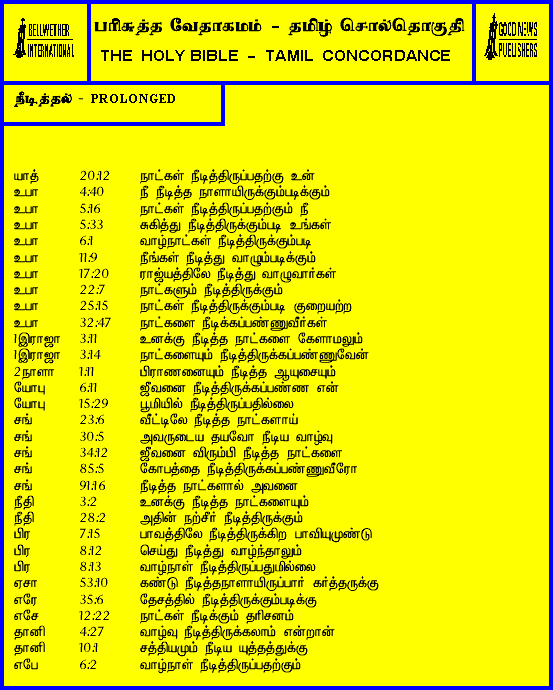 BELLWETHER
INTERNATIONAL
பரிசுத்த வேதாகமம் - தமிழ் சொல்தொகுதி
THE HOLY BIBLE - TAMIL CONCORDANCE
GOOD NEWS
PUBLISHERS
நீடித்தல் - PROLONGED
யாத் 20:12 நாட்கள் நீடித்திருப்பதற்கு உன்
உபா 4:40 நீ நீடித்த நாளாயிருக்கும்படிக்கும்
உபா 5:16 நாட்கள் நீடித்திருப்பதற்கும் நீ
உபா 5:33 சுகித்து நீடித்திருக்கும்படி உங்கள்
உபா 6:1 வாழ்நாட்கள் நீடித்திருக்கும்படி
உபா 11:9 நீங்கள் நீடித்து வாழும்படிக்கும்
உபா 17:20 ராஜ்யத்திலே நீடித்து வாழுவார்கள்
உபா 22:7 நாட்களும் நீடித்திருக்கும்
உபா 25:15 நாட்கள் நீடித்திருக்கும்படி குறையற்ற
உபா 32:47 நாட்களை நீடிக்கப்பண்ணுவீர்கள்
1இராஜா 3:11 உனக்கு நீடித்த நாட்களை கேளாமலும்
1இராஜா 3:14 நாட்களையும் நீடித்திருக்கப்பண்ணுவேன்
2நாளா 1:11 பிராணனையும் நீடித்த ஆயுசையும்
யோபு 6:11 ஜீவனை நீடித்திருக்கப்பண்ண என்
யோபு 15:29 பூமியில் நீடித்திருப்பதில்லை
சங் 23:6 வீட்டிலே நீடித்த நாட்களாய்
சங் 30:5 அவருடைய தயவோ நீடிய வாழ்வு
சங் 34:12 ஜீவனை விரும்பி நீடித்த நாட்களை
சங் 85:5 கோபத்தை நீடித்திருக்கப்பண்ணுவீரோ
சங் 91:16 நீடித்த நாட்களால் அவனை
நீதி 3:2 உனக்கு நீடித்த நாட்களையும்
நீதி 28:2 அதின் நற்சீர் நீடித்திருக்கும்
பிர 7:15 பாவத்திலே நீடித்திருக்கிற பாவியுமுண்டு
பிர 8:12 செய்து நீடித்து வாழ்ந்தாலும்
பிர 8:13 வாழ்நாள் நீடித்திருப்பதுமில்லை
ஏசா 53:10 கண்டு நீடித்தநாளாயிருப்பார் கர்த்தருக்கு
எரே 35:6 தேசத்தில் நீடித்திருக்கும்படிக்கு
எசே 12:22 நாட்கள் நீடிக்கும் தரிசனம்
தானி 4:27 வாழ்வு நீடித்திருக்கலாம் என்றான்
தானி 10:1 சத்தியமும் நீடிய யுத்தத்துக்கு
எபே 6:2 வாழ்நாள் நீடித்திருப்பதற்கும்